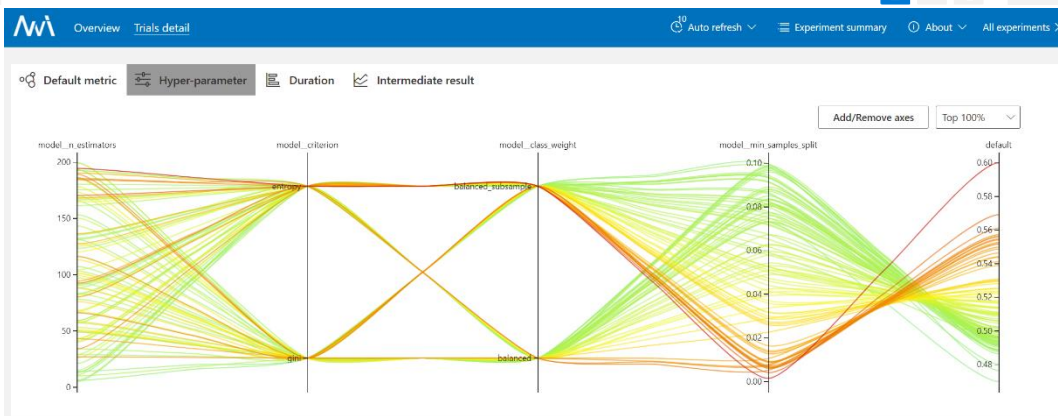 Overview Trials detail 10 Auto refresh Experiment summary About All experiments
Default metric Hyper-parameter Duration Intermediate result
Add/Remove axes Top 100%
model__n_estimators model__criterion model__class_weight model__min_samples_split default
200
150
100
50
0
entropy
gini
balanced_subsample
balanced
0.10
0.08
0.06
0.04
0.02
0.00
0.60
0.58
0.56
0.54
0.52
0.50
0.48